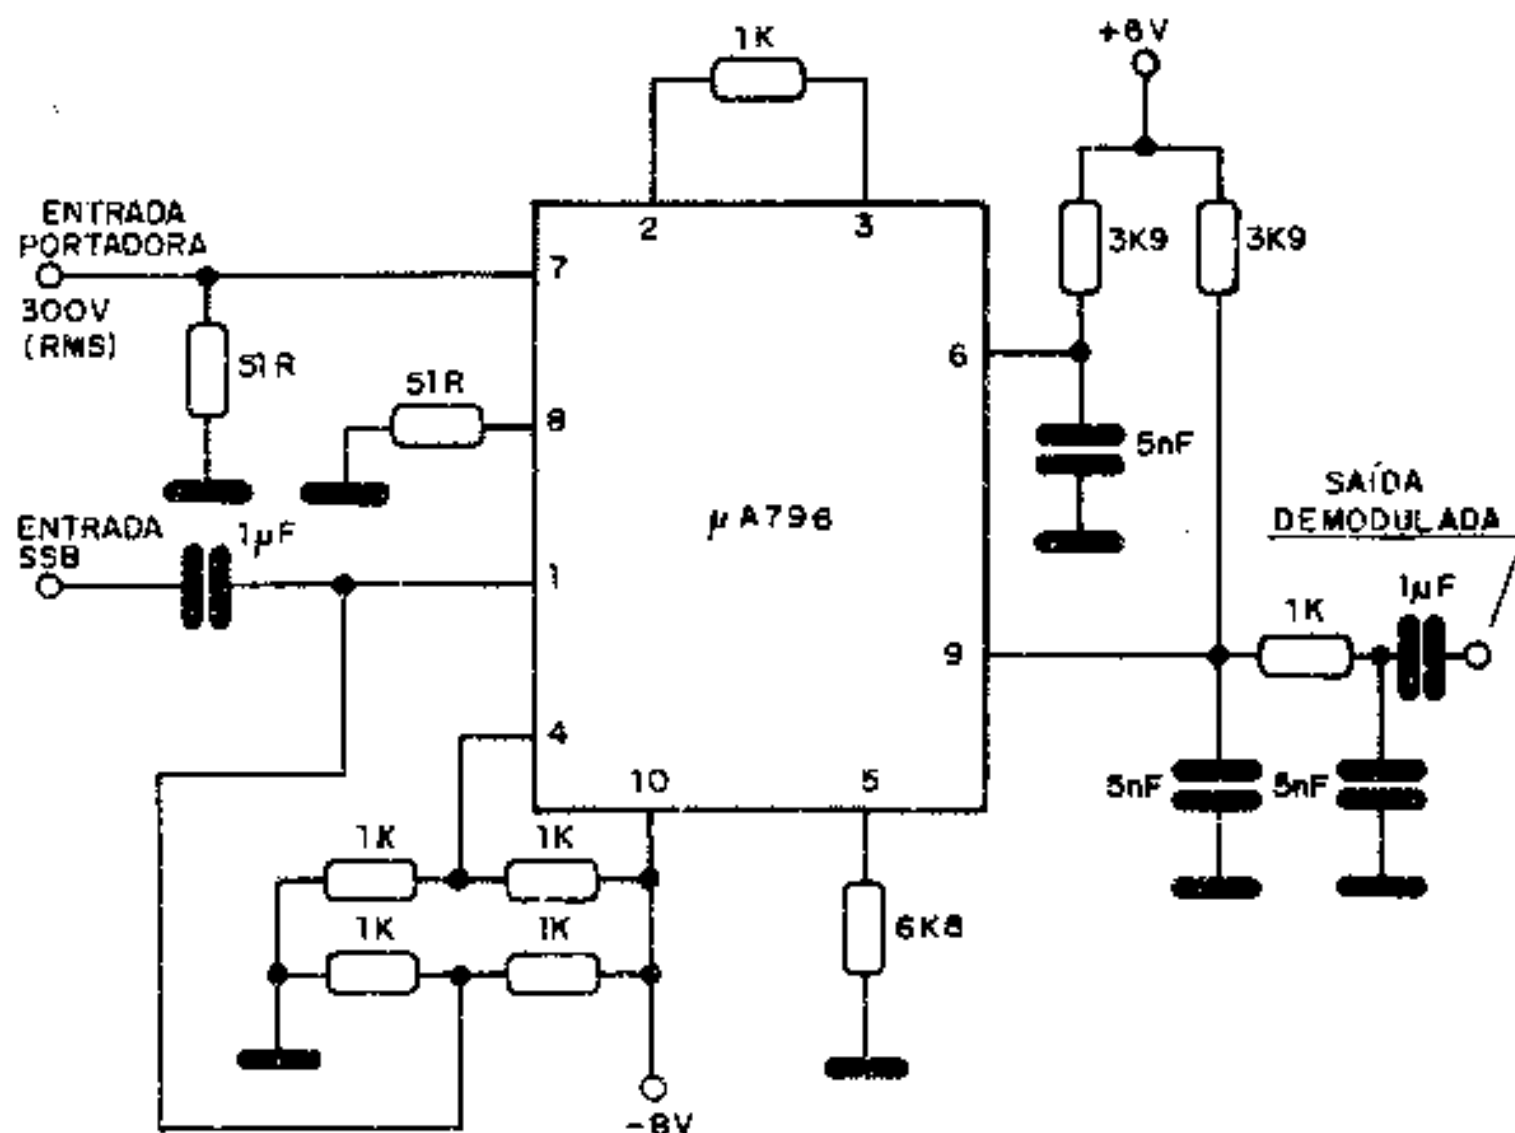 1K
+8V
ENTRADA
PORTADORA
300V
(RMS)
51R
51R
2
3
7
8
1
4
10
5
6
9
μA796
3K9
3K9
5nF
ENTRADA
SSB
1μF
SAÍDA
DEMODULADA
1μF
1K
5nF
5nF
1K
1K
1K
1K
6K8
-8V